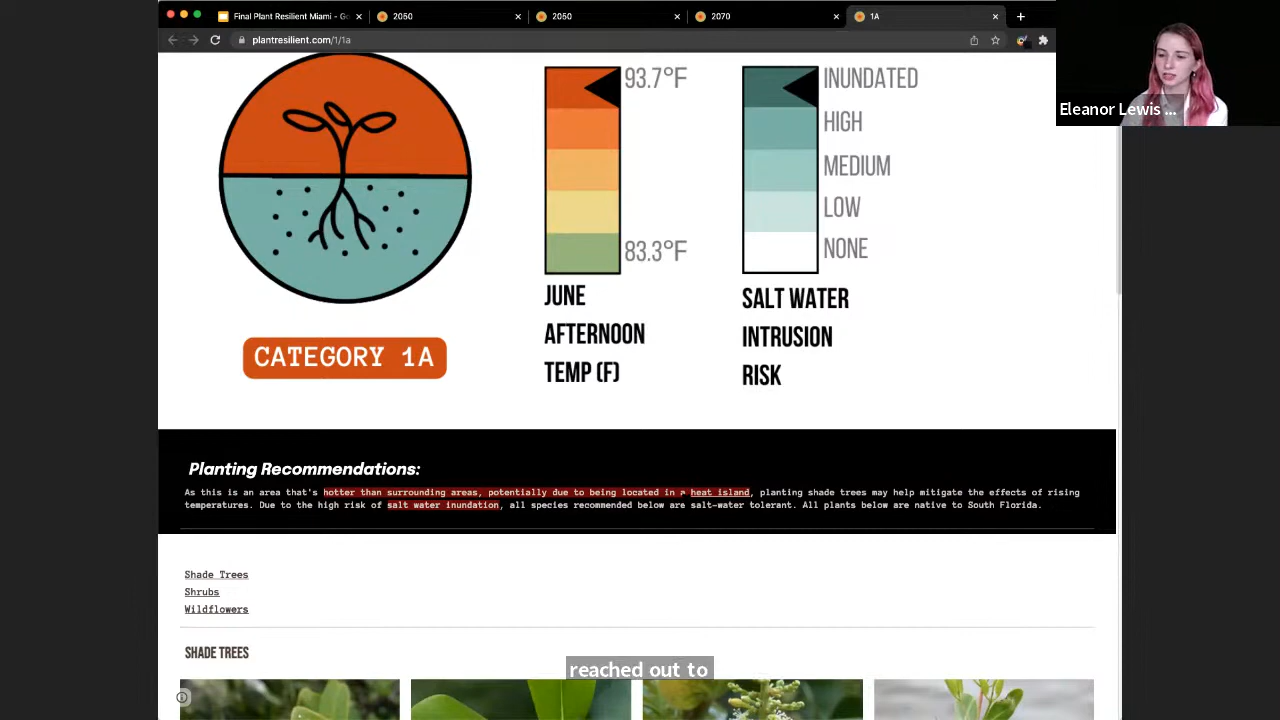 Final Plant Resilient Miami - Go
2050
2050
2070
1A
plantresilient.com/1/1a
Eleanor Lewis ...
93.7°F
83.3°F
JUNE
AFTERNOON
TEMP (F)
INUNDATED
HIGH
MEDIUM
LOW
NONE
SALT WATER
INTRUSION
RISK
CATEGORY 1A
Planting Recommendations:
As this is an area that's hotter than surrounding areas, potentially due to being located in a heat island, planting shade trees may help mitigate the effects of rising
temperatures. Due to the high risk of salt water inundation, all species recommended below are salt-water tolerant. All plants below are native to South Florida.
Shade Trees
Shrubs
Wildflowers
SHADE TREES
reached out to